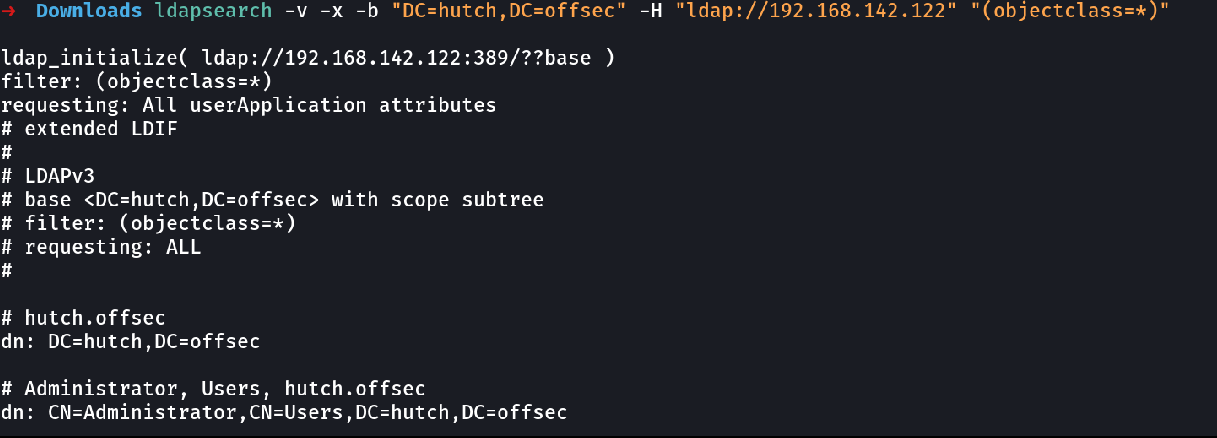 → Downloads ldapsearch -v -x -b "DC=hutch,DC=offsec" -H "ldap://192.168.142.122" "(objectclass=*)"
ldap_initialize( ldap://192.168.142.122:389/??base )
filter: (objectclass=*)
requesting: All userApplication attributes
# extended LDIF
#
# LDAPv3
# base <DC=hutch,DC=offsec> with scope subtree
# filter: (objectclass=*)
# requesting: ALL
#
# hutch.offsec
dn: DC=hutch,DC=offsec
# Administrator, Users, hutch.offsec
dn: CN=Administrator,CN=Users,DC=hutch,DC=offsec